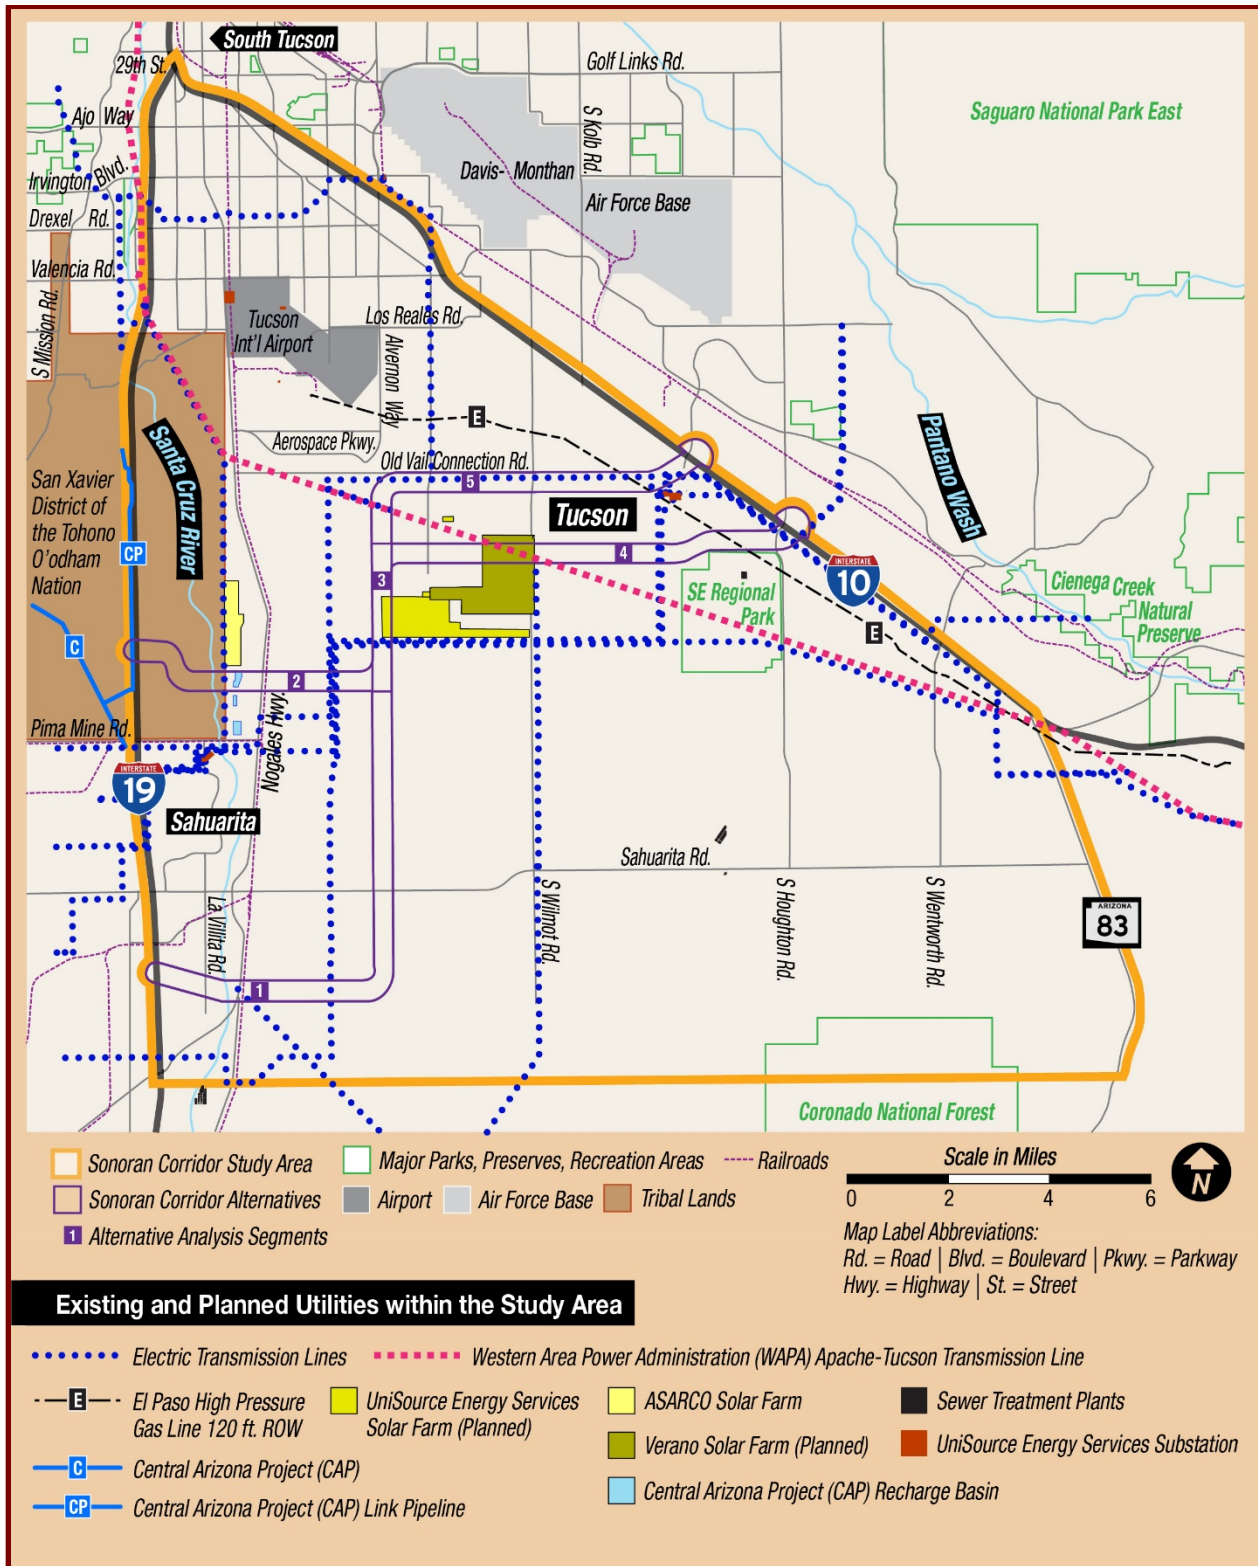 South Tucson
29th St.
Golf Links Rd.
Ajo Way
S Kolb Rd.
Saguaro National Park East
Irvington Blvd.
Davis- Monthan
Air Force Base
Drexel Rd.
Valencia Rd.
S Mission Rd.
Tucson
Int'l Airport
Los Reales Rd.
Alvernon Way
E
Aerospace Pkwy.
Old Vail Connection Rd.
Santa Cruz River
Pantano Wash
San Xavier
District of
the Tohono
O'odham
Nation
CP
5
Tucson
4
3
INTERSTATE
10
SE Regional
Park
Cienega Creek
Natural
Preserve
E
C
2
Pima Mine Rd.
Nogales Hwy.
INTERSTATE
19
Sahuarita
Sahuarita Rd.
La Villita Rd.
S Wilmot Rd.
S Houghton Rd.
S Wentworth Rd.
ARIZONA
83
1
Coronado National Forest
Sonoran Corridor Study Area
Major Parks, Preserves, Recreation Areas
Railroads
Sonoran Corridor Alternatives
Airport
Air Force Base
Tribal Lands
1 Alternative Analysis Segments
Scale in Miles
0 2 4 6
N
Map Label Abbreviations:
Rd. = Road | Blvd. = Boulevard | Pkwy. = Parkway
Hwy. = Highway | St. = Street
Existing and Planned Utilities within the Study Area
Electric Transmission Lines
Western Area Power Administration (WAPA) Apache-Tucson Transmission Line
E El Paso High Pressure
Gas Line 120 ft. ROW
UniSource Energy Services
Solar Farm (Planned)
ASARCO Solar Farm
Sewer Treatment Plants
Verano Solar Farm (Planned)
UniSource Energy Services Substation
C Central Arizona Project (CAP)
Central Arizona Project (CAP) Recharge Basin
CP Central Arizona Project (CAP) Link Pipeline